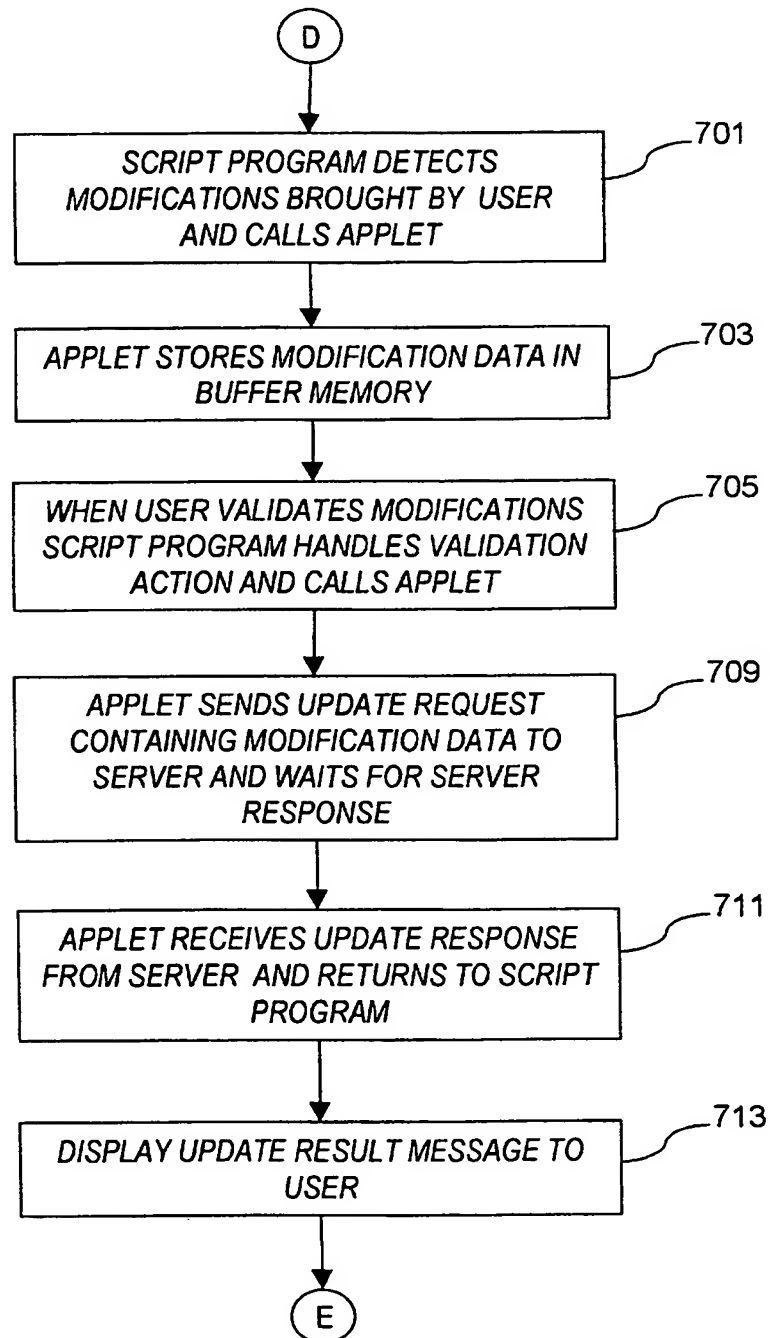 D
701
SCRIPT PROGRAM DETECTS
MODIFICATIONS BROUGHT BY USER
AND CALLS APPLET
703
APPLET STORES MODIFICATION DATA IN
BUFFER MEMORY
705
WHEN USER VALIDATES MODIFICATIONS
SCRIPT PROGRAM HANDLES VALIDATION
ACTION AND CALLS APPLET
709
APPLET SENDS UPDATE REQUEST
CONTAINING MODIFICATION DATA TO
SERVER AND WAITS FOR SERVER
RESPONSE
711
APPLET RECEIVES UPDATE RESPONSE
FROM SERVER AND RETURNS TO SCRIPT
PROGRAM
713
DISPLAY UPDATE RESULT MESSAGE TO
USER
E